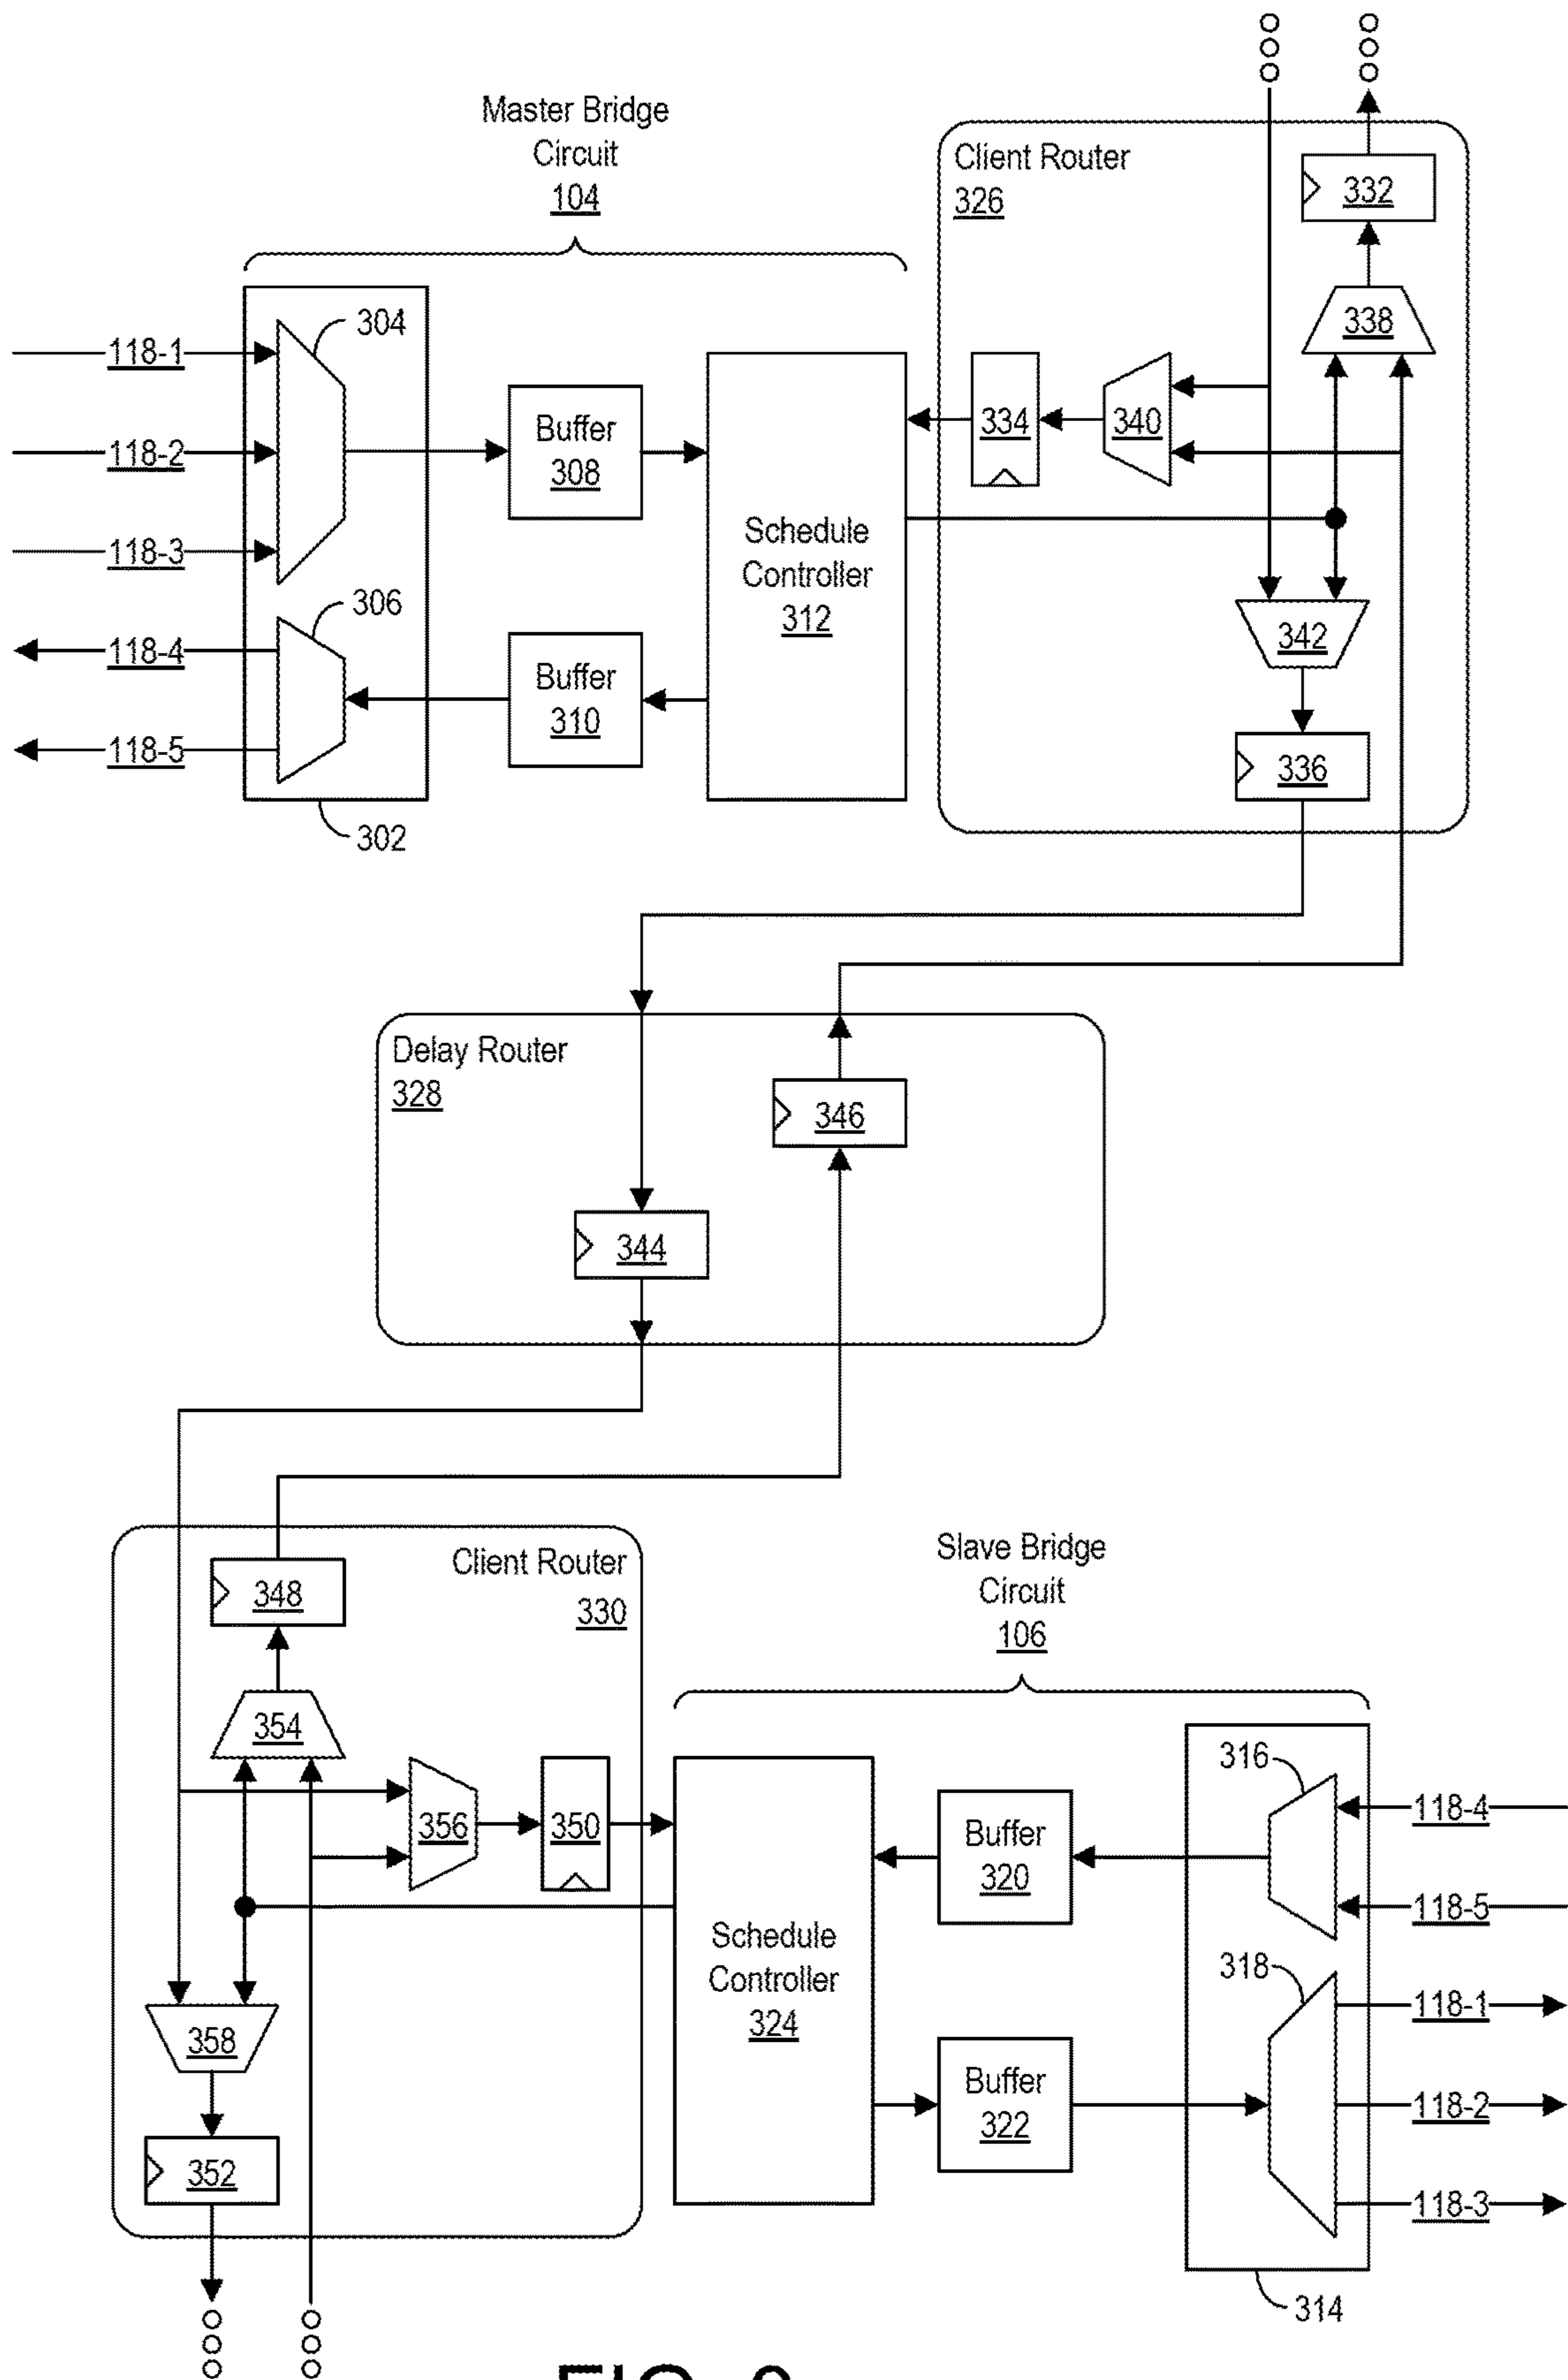 Master Bridge
Circuit
104
Client Router
326
332
338
304
118-1
118-2
118-3
Buffer
308
334
340
Schedule
Controller
312
306
118-4
118-5
Buffer
310
342
336
302
Delay Router
328
346
344
Client Router
330
348
354
356
350
358
352
Slave Bridge
Circuit
106
Schedule
Controller
324
Buffer
320
Buffer
322
316
318
118-4
118-5
118-1
118-2
118-3
314